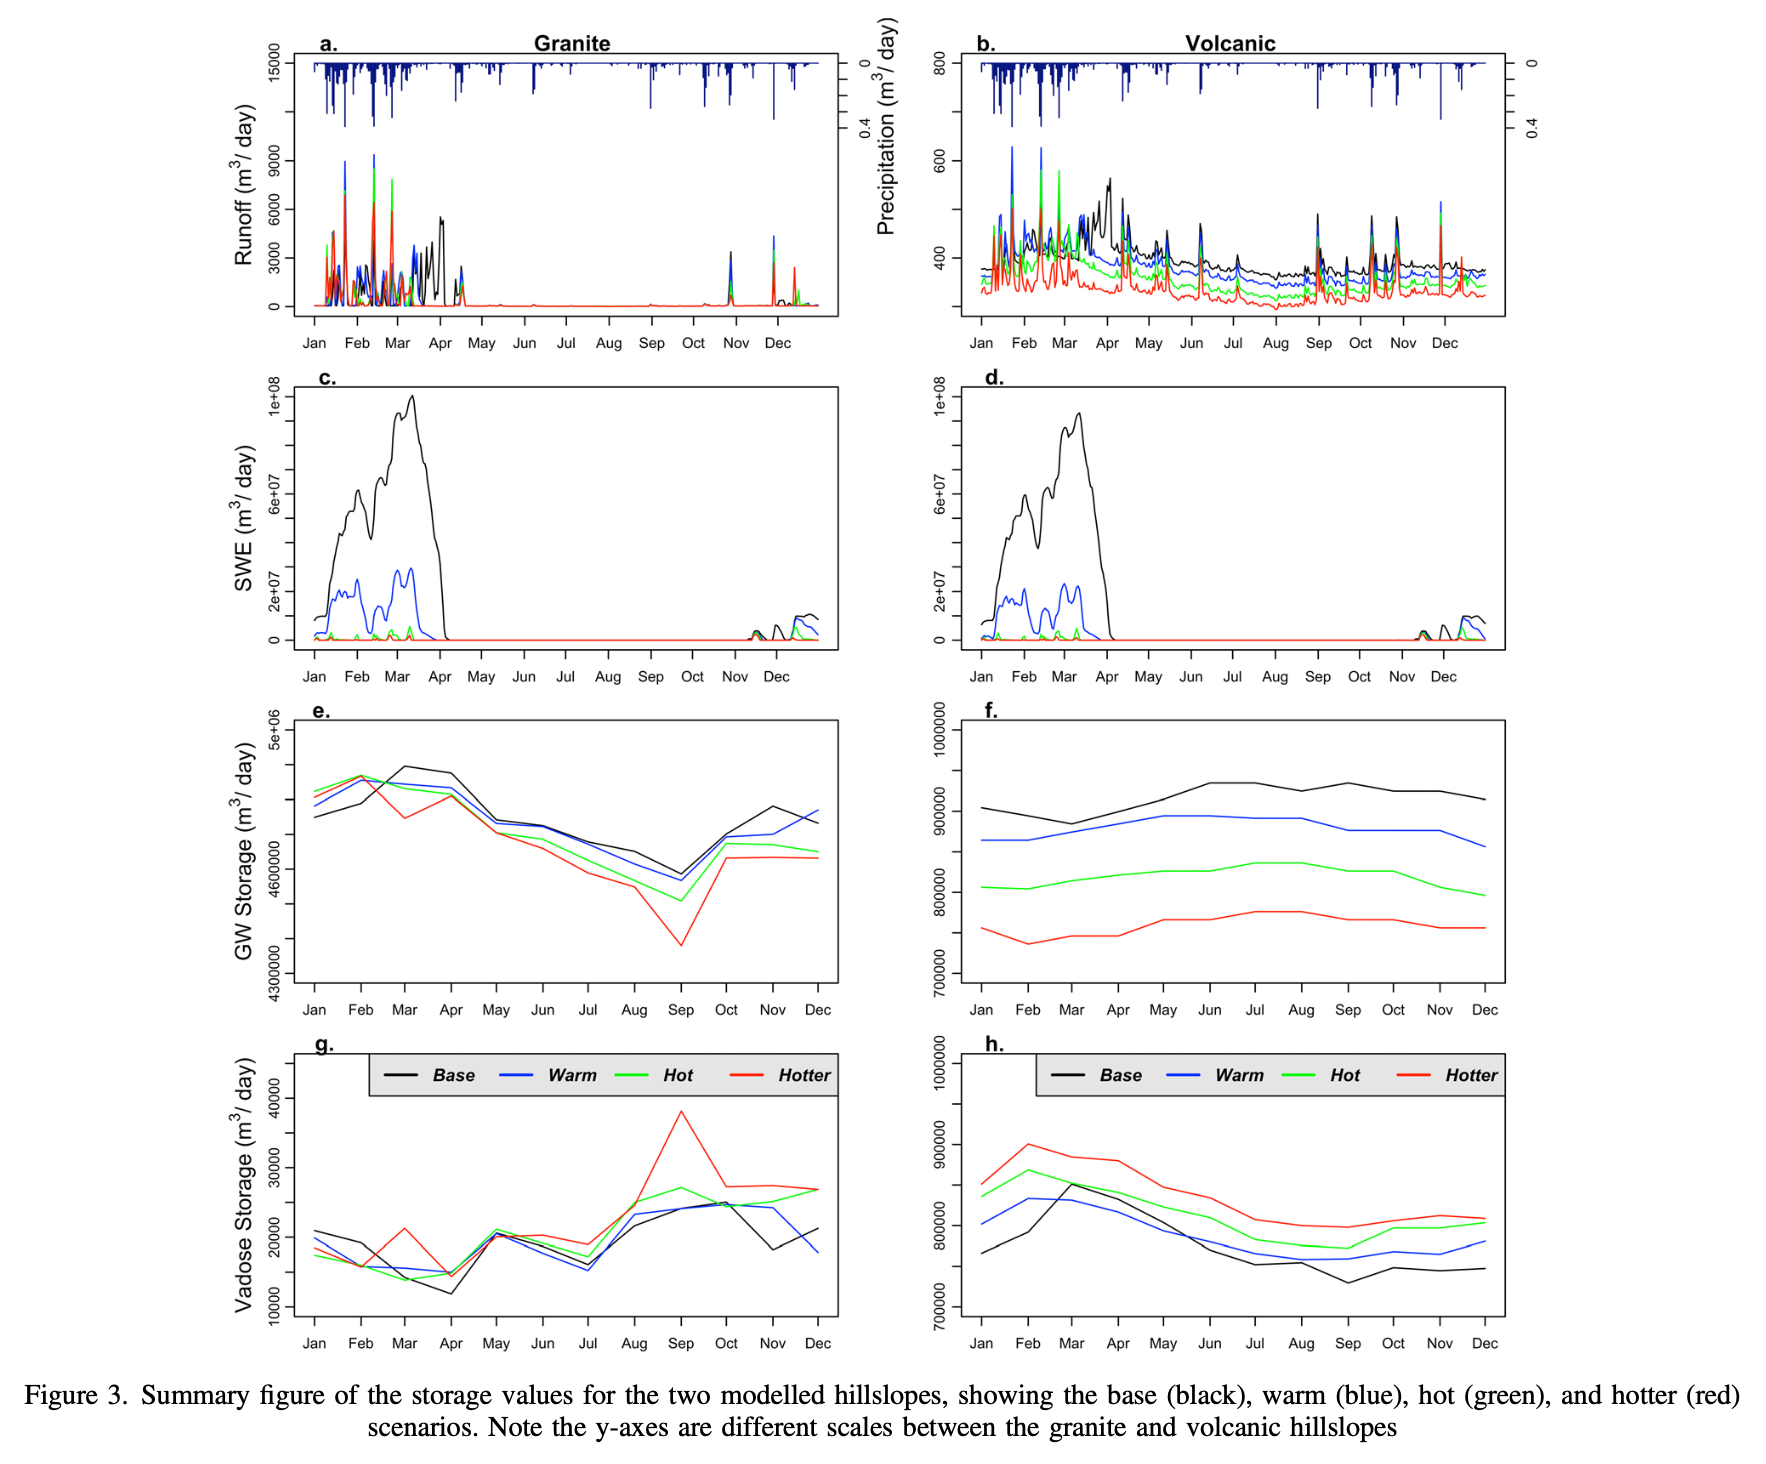 a. Granite
b. Volcanic
Runoff (m3/ day)
15000
9000
6000
3000
0
Precipitation (m3/ day)
0
0.4
Jan Feb Mar Apr May Jun Jul Aug Sep Oct Nov Dec
800
600
400
0
0.4
Jan Feb Mar Apr May Jun Jul Aug Sep Oct Nov Dec
c.
SWE (m3/ day)
1e+08
6e+07
2e+07
0
Jan Feb Mar Apr May Jun Jul Aug Sep Oct Nov Dec
d.
1e+08
6e+07
2e+07
0
Jan Feb Mar Apr May Jun Jul Aug Sep Oct Nov Dec
e.
GW Storage (m3/ day)
5e+06
4600000
4300000
Jan Feb Mar Apr May Jun Jul Aug Sep Oct Nov Dec
f.
1000000
900000
800000
700000
Jan Feb Mar Apr May Jun Jul Aug Sep Oct Nov Dec
g.
Base Warm Hot Hotter
Vadose Storage (m3/ day)
40000
30000
20000
10000
Jan Feb Mar Apr May Jun Jul Aug Sep Oct Nov Dec
h.
Base Warm Hot Hotter
1000000
900000
800000
700000
Jan Feb Mar Apr May Jun Jul Aug Sep Oct Nov Dec
Figure 3. Summary figure of the storage values for the two modelled hillslopes, showing the base (black), warm (blue), hot (green), and hotter (red)
scenarios. Note the y-axes are different scales between the granite and volcanic hillslopes